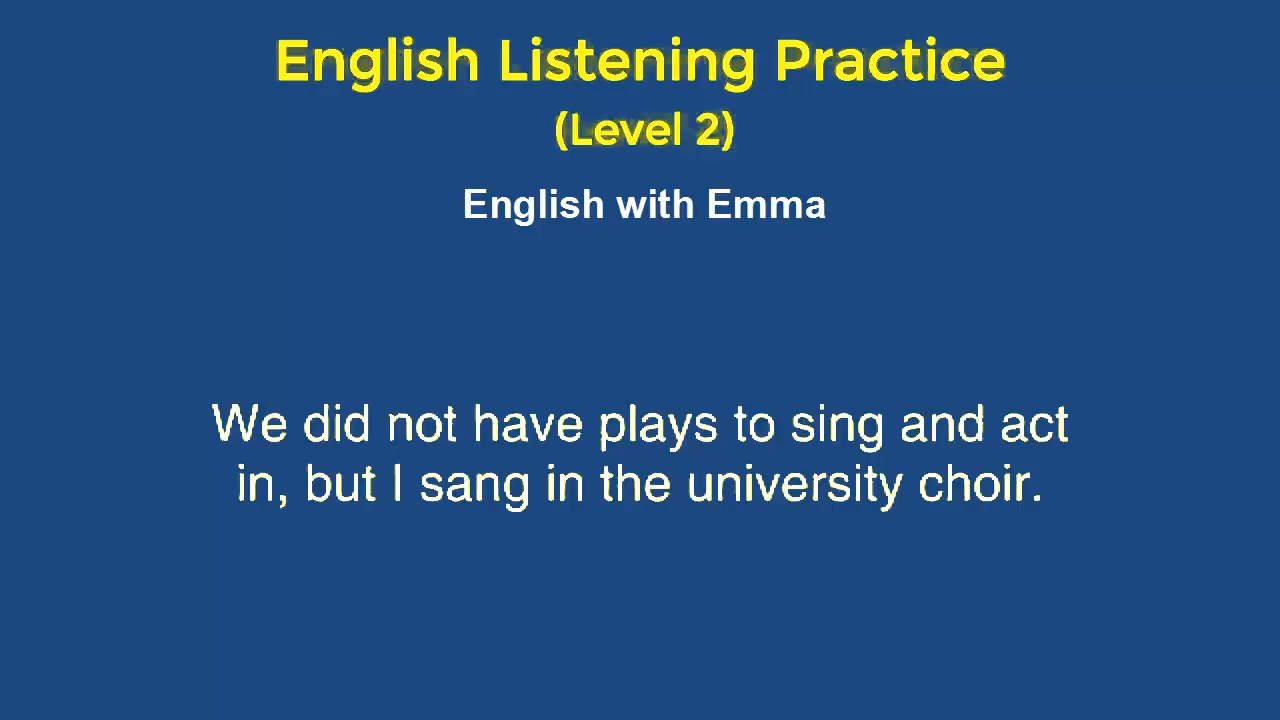 English Listening Practice
(Level 2)
English with Emma
We did not have plays to sing and act
in, but I sang in the university choir.